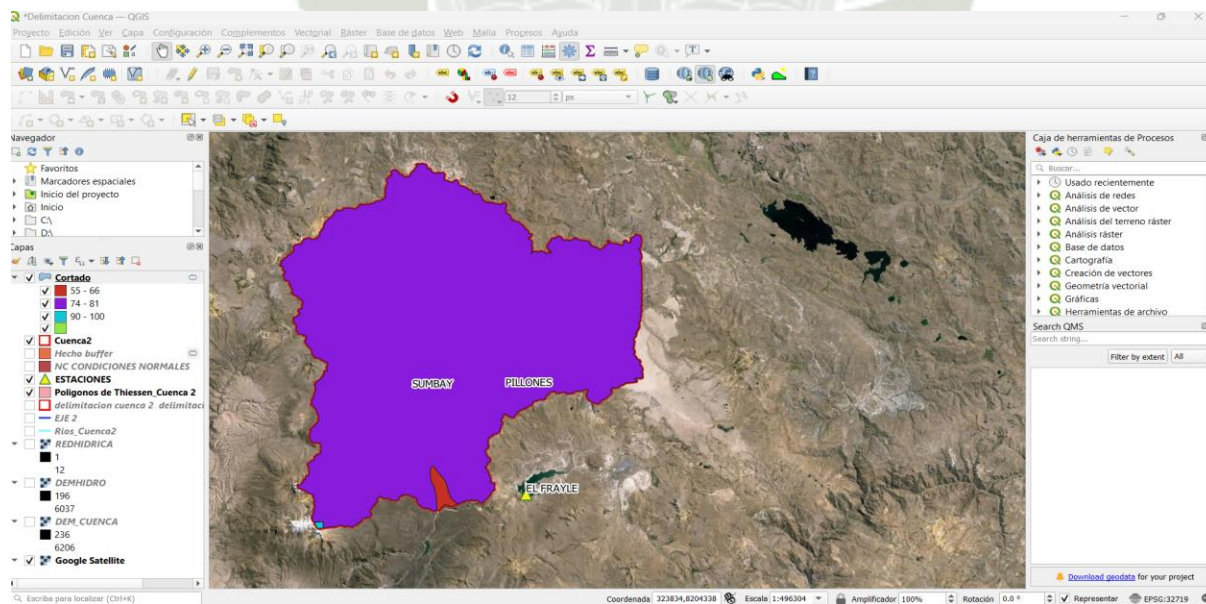 *Delimitacion Cuenca — QGIS
Proyecto Edición Ver Capa Configuración Complementos Vectorial Ráster Base de datos Web Malla Procesos Ayuda
12 px
Navegador
Favoritos
Marcadores espaciales
Inicio del proyecto
Inicio
C:\
D:\
Capas
Cortado
55 - 66
74 - 81
90 - 100
Cuenca2
Hecho buffer
NC CONDICIONES NORMALES
ESTACIONES
Poligonos de Thiessen_Cuenca 2
delimitacion cuenca 2 delimitaci
EJE 2
Rios_Cuenca2
REDHIDRICA
1
12
DEMHIDRO
196
6037
DEM_CUENCA
236
6206
Google Satellite
SUMBAY
PILLONES
EL FRAYLE
Caja de herramientas de Procesos
Buscar...
Usado recientemente
Análisis de redes
Análisis de vector
Análisis del terreno ráster
Análisis ráster
Base de datos
Cartografía
Creación de vectores
Geometría vectorial
Gráficas
Herramientas de archivo
Search QMS
Search string...
Filter by extent All
Download geodata for your project
Escriba para localizar (Ctrl+K)
Coordenada 323834,8204338 Escala 1:496304 Amplificador 100% Rotación 0.0 ° Representar EPSG:32719